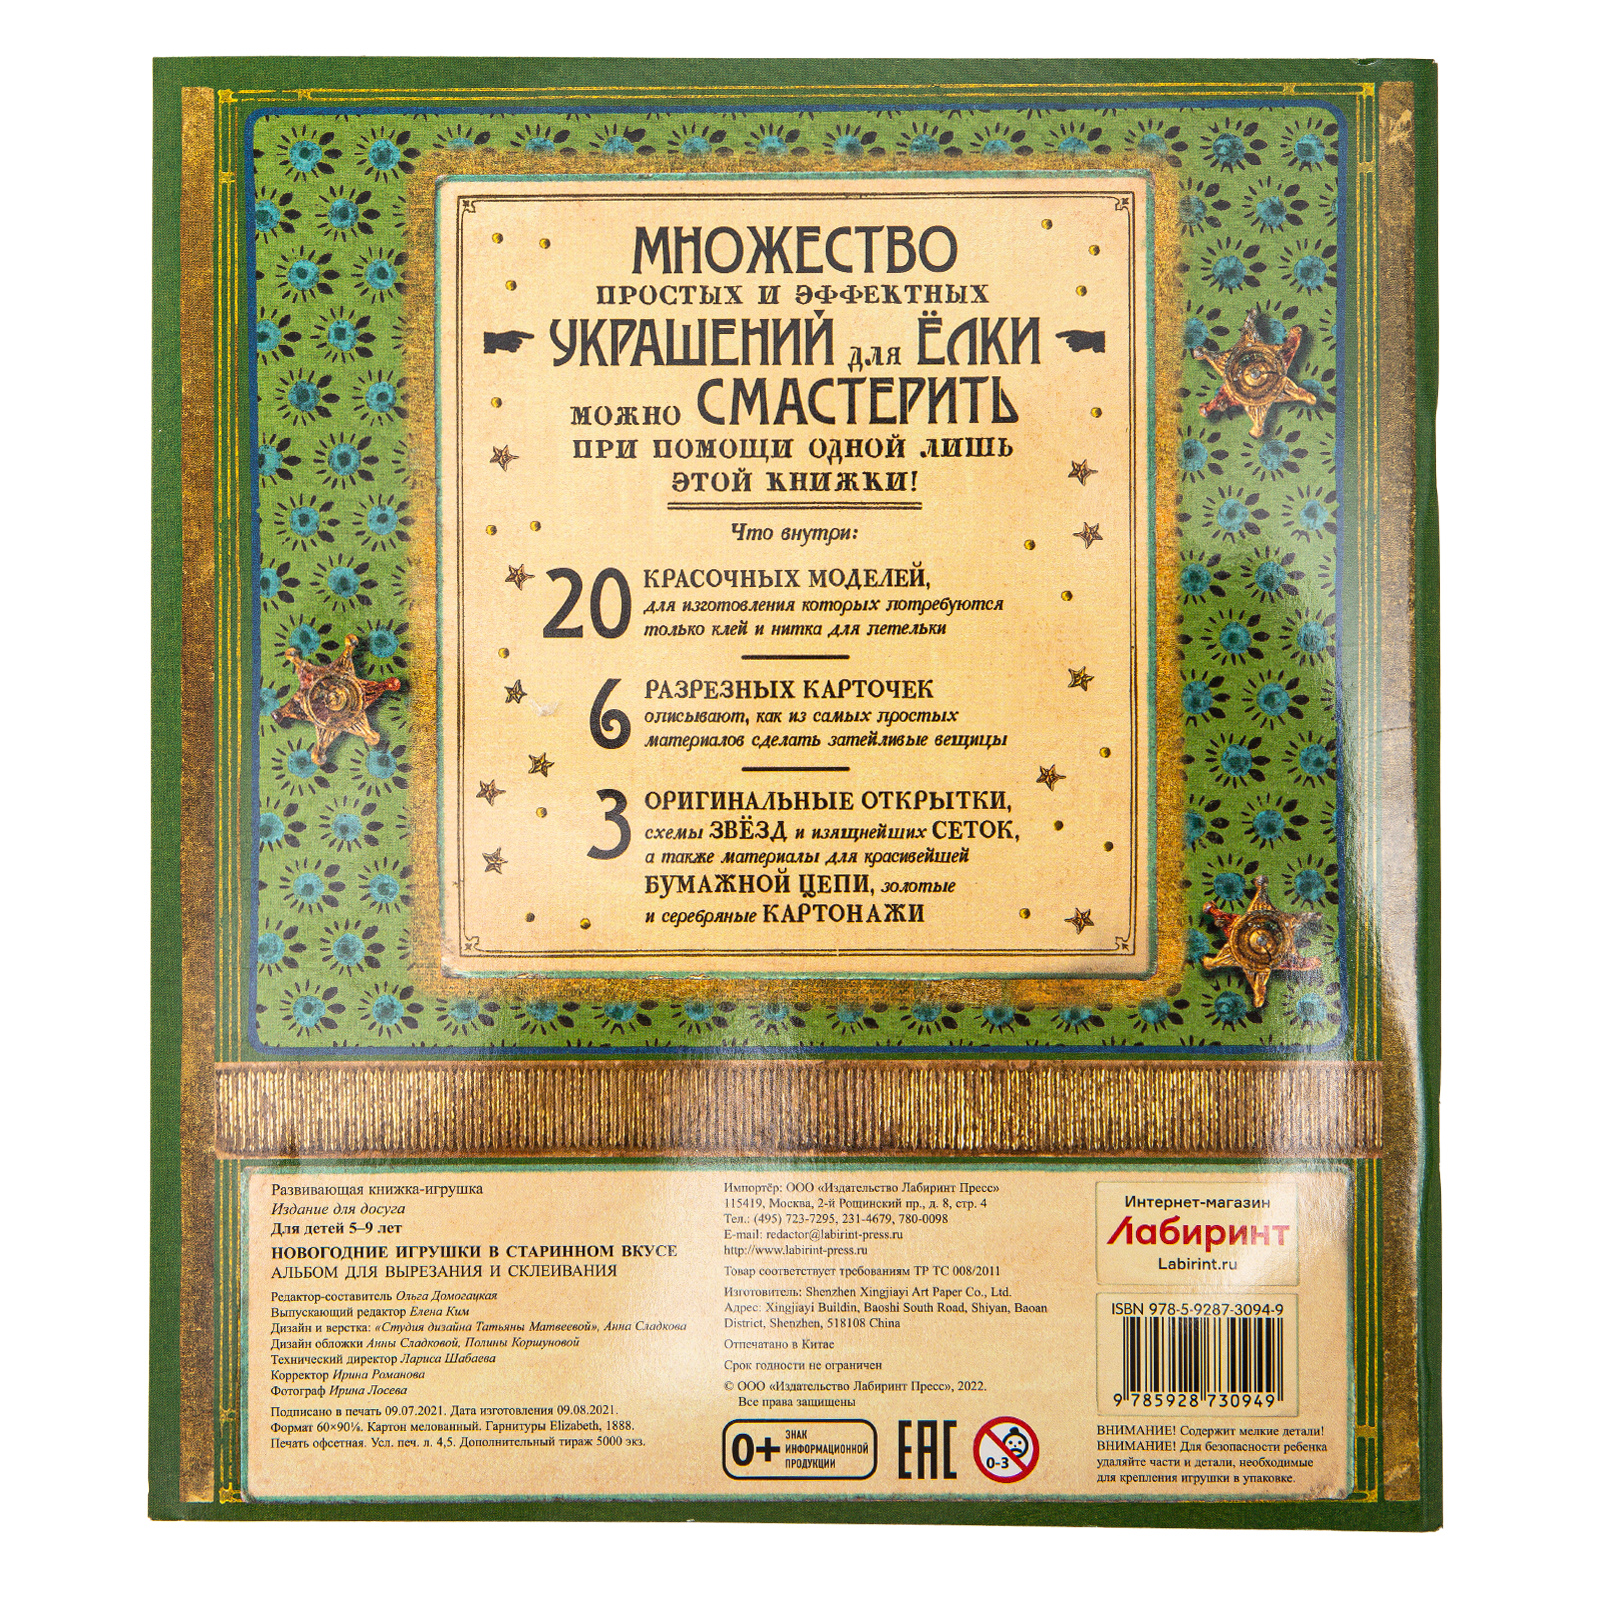 МНОЖЕСТВО
ПРОСТЫХ И ЭФФЕКТНЫХ
УКРАШЕНИЙ для ЁЛКИ
МОЖНО СМАСТЕРИТЬ
ПРИ ПОМОЩИ ОДНОЙ ЛИШЬ
ЭТОЙ КНИЖКИ!
Что внутри:
20 КРАСОЧНЫХ МОДЕЛЕЙ,
для изготовления которых потребуются
только клей и нитка для петельки
6 РАЗРЕЗНЫХ КАРТОЧЕК
описывают, как из самых простых
материалов сделать затейливые вещицы
3 ОРИГИНАЛЬНЫЕ ОТКРЫТКИ,
схемы ЗВЁЗД и изящнейших СЕТОК,
а также материалы для красивейшей
БУМАЖНОЙ ЦЕПИ, золотые
и серебряные КАРТОНАЖИ
Развивающая книжка-игрушка
Издание для досуга
Для детей 5–9 лет
НОВОГОДНИЕ ИГРУШКИ В СТАРИННОМ ВКУСЕ
АЛЬБОМ ДЛЯ ВЫРЕЗАНИЯ И СКЛЕИВАНИЯ
Редактор-составитель Ольга Домогацкая
Выпускающий редактор Елена Ким
Дизайн и верстка: «Студия дизайна Татьяны Матвеевой», Анна Сладкова
Дизайн обложки Анны Сладковой, Полины Коршуновой
Технический директор Лариса Шабаева
Корректор Ирина Романова
Фотограф Ирина Лосева
Подписано в печать 09.07.2021. Дата изготовления 09.08.2021.
Формат 60×90⅛. Картон мелованный. Гарнитуры Elizabeth, 1888.
Печать офсетная. Усл. печ. л. 4,5. Дополнительный тираж 5000 экз.
Импортёр: ООО «Издательство Лабиринт Пресс»
115419, Москва, 2-й Рощинский пр., д. 8, стр. 4
Тел.: (495) 723-7295, 231-4679, 780-0098
E-mail: redactor@labirint-press.ru
http://www.labirint-press.ru
Товар соответствует требованиям ТР ТС 008/2011
Изготовитель: Shenzhen Xingjiayi Art Paper Co., Ltd.
Адрес: Xingjiayi Buildin, Baoshi South Road, Shiyan, Baoan
District, Shenzhen, 518108 China
Отпечатано в Китае
Срок годности не ограничен
© ООО «Издательство Лабиринт Пресс», 2022.
Все права защищены
0+ ЗНАК
ИНФОРМАЦИОННОЙ
ПРОДУКЦИИ
ЕАС
0-3
Интернет-магазин
Лабиринт
Labirint.ru
ISBN 978-5-9287-3094-9
9 785928 730949
ВНИМАНИЕ! Содержит мелкие детали!
ВНИМАНИЕ! Для безопасности ребенка
удаляйте части и детали, необходимые
для крепления игрушки в упаковке.